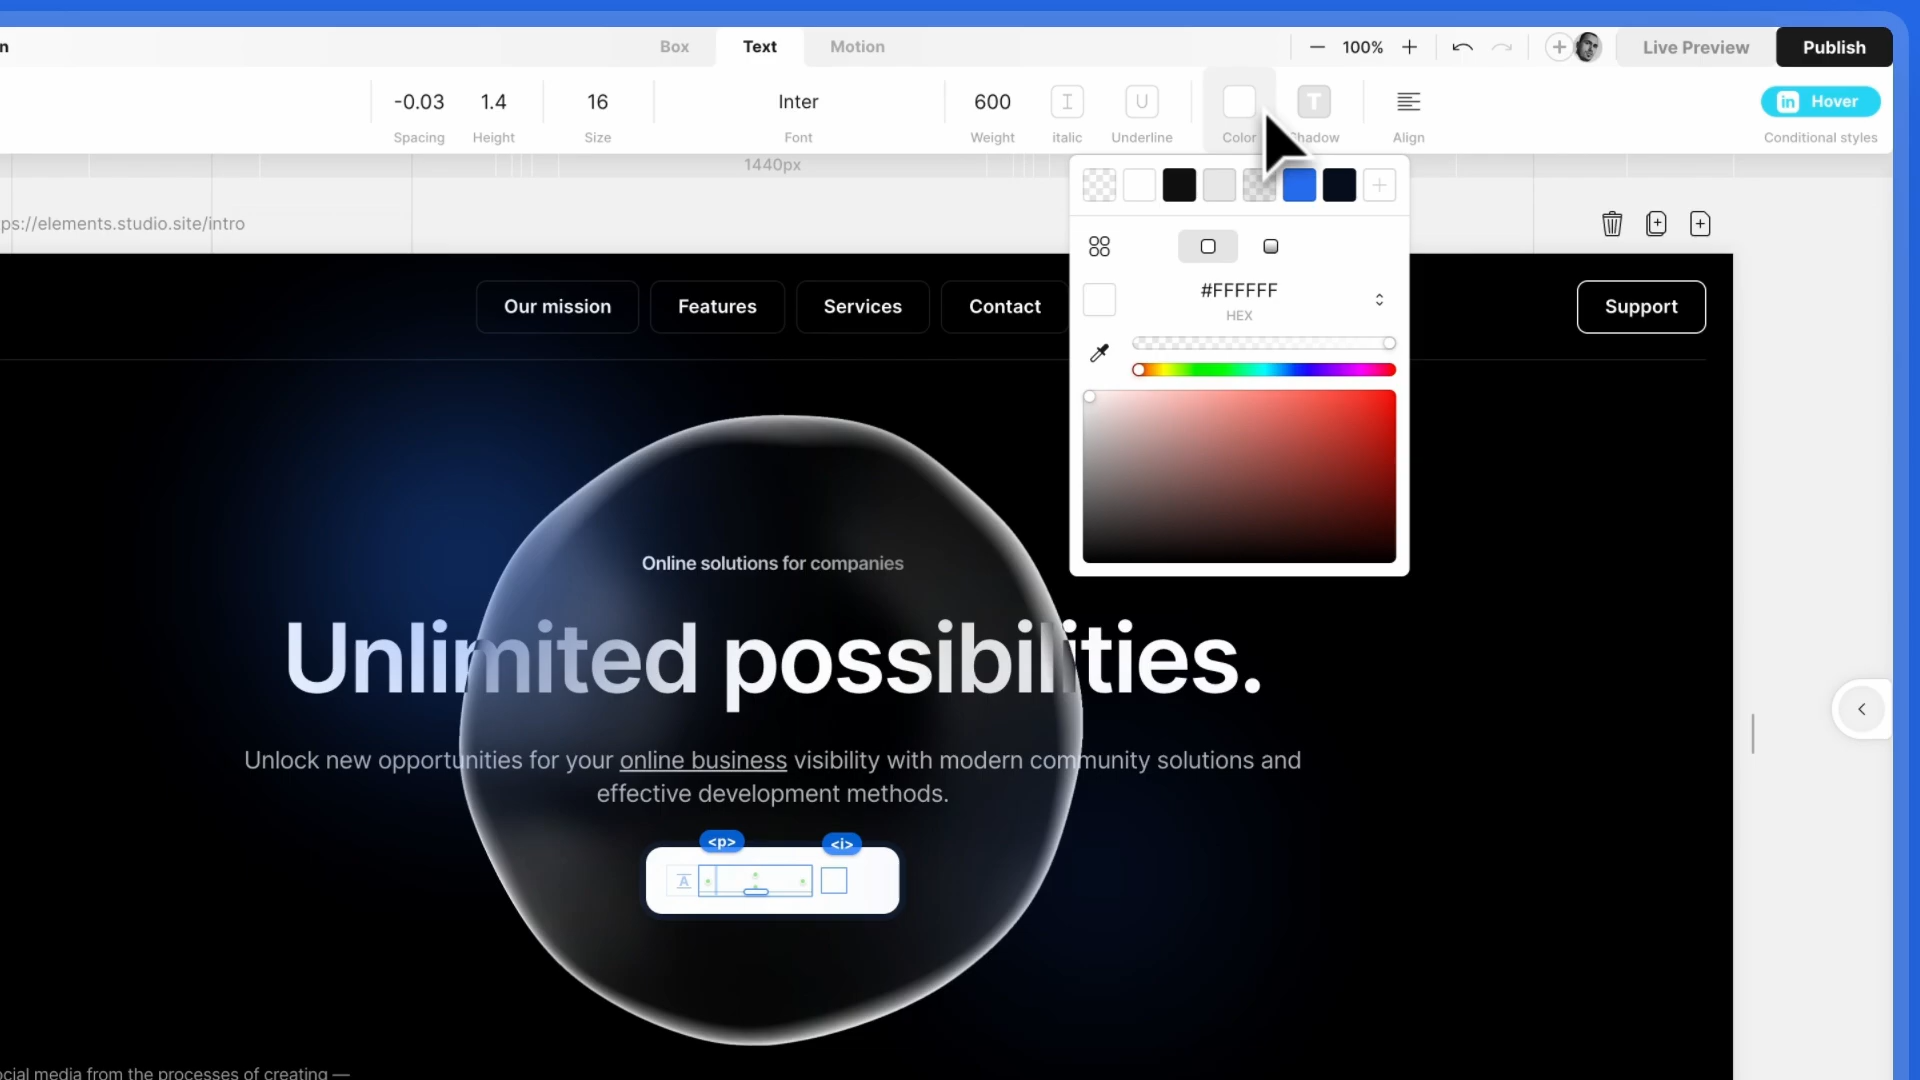 n
Box
Text
Motion
100%
Live Preview
Publish
-0.03
1.4
16
Inter
600
I
U
T
in Hover
Spacing
Height
Size
Font
Weight
italic
Underline
Color
Shadow
Align
Conditional styles
1440px
ps://elements.studio.site/intro
#FFFFFF
HEX
Our mission
Features
Services
Contact
Support
Online solutions for companies
Unlimited possibilities.
Unlock new opportunities for your online business visibility with modern community solutions and
effective development methods.
<p>
<i>
A
ocial media from the processes of creating —